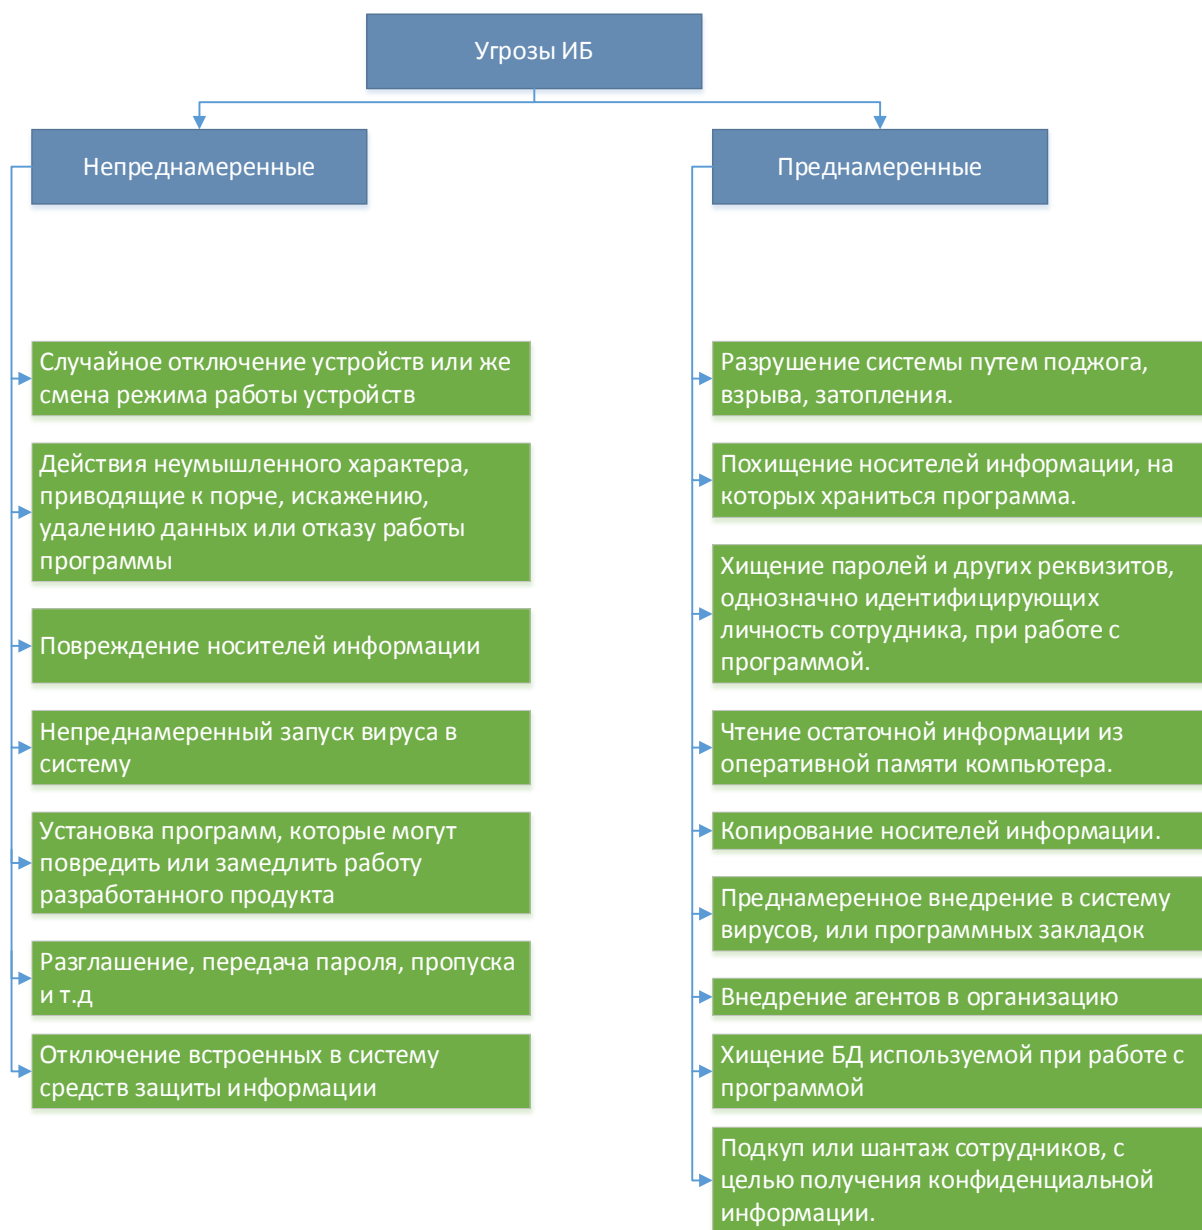 Угрозы ИБ
Непреднамеренные
Преднамеренные
Случайное отключение устройств или же
смена режима работы устройств
Действия неумышленного характера,
приводящие к порче, искажению,
удалению данных или отказу работы
программы
Повреждение носителей информации
Непреднамеренный запуск вируса в
систему
Установка программ, которые могут
повредить или замедлить работу
разработанного продукта
Разглашение, передача пароля, пропуска
и т.д
Отключение встроенных в систему
средств защиты информации
Разрушение системы путем поджога,
взрыва, затопления.
Похищение носителей информации, на
которых храниться программа.
Хищение паролей и других реквизитов,
однозначно идентифицирующих
личность сотрудника, при работе с
программой.
Чтение остаточной информации из
оперативной памяти компьютера.
Копирование носителей информации.
Преднамеренное внедрение в систему
вирусов, или программных закладок
Внедрение агентов в организацию
Хищение БД используемой при работе с
программой
Подкуп или шантаж сотрудников, с
целью получения конфиденциальной
информации.